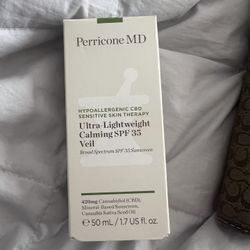 Perricone MD
HYPOALLERGENIC CBD
SENSITIVE SKIN THERAPY
Ultra-Lightweight
Calming SPF 35
Veil
Broad Spectrum SPF 35 Sunscreen
420mg Cannabidiol (CBD),
Mineral-Based Sunscreen,
Cannabis Sativa Seed Oil
℮ 50 mL / 1.7 US fl. oz.